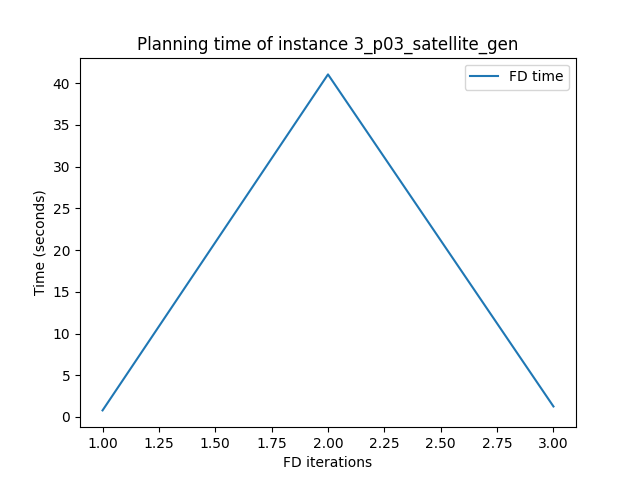 Planning time of instance 3_p03_satellite_gen
FD time
40
35
30
25
20
15
10
5
0
Time (seconds)
1.00 1.25 1.50 1.75 2.00 2.25 2.50 2.75 3.00
FD iterations